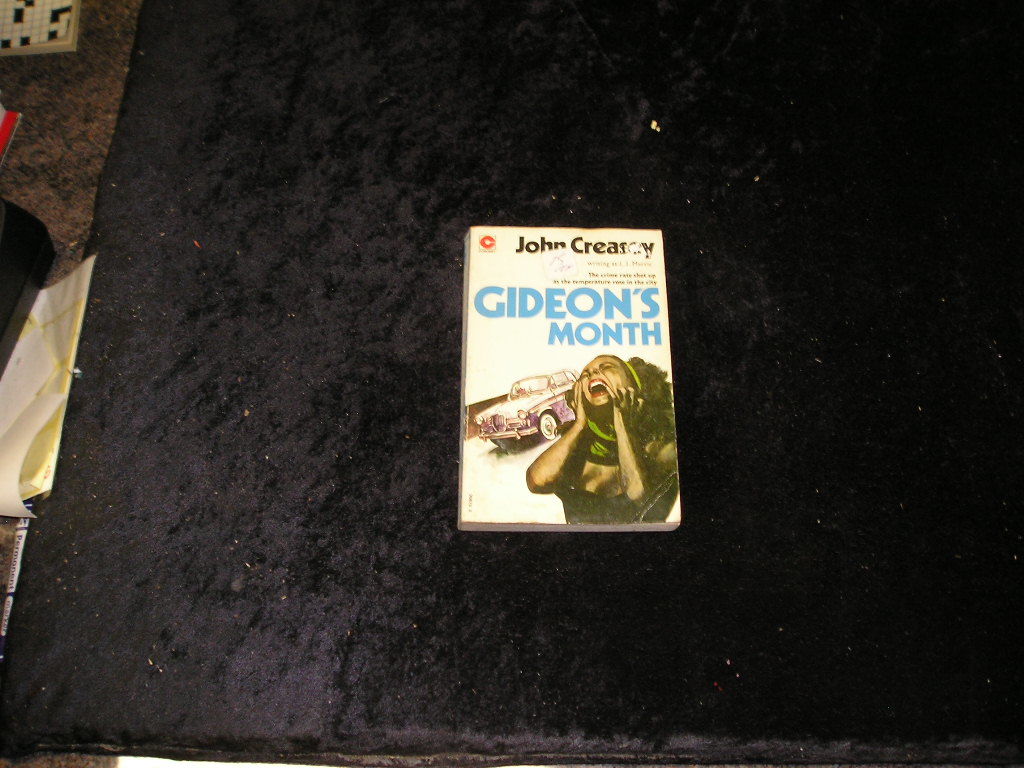 John Creasey
writing as J. J. Marric
The crime rate shot up
as the temperature rose in the city
GIDEON'S
MONTH
Permanent